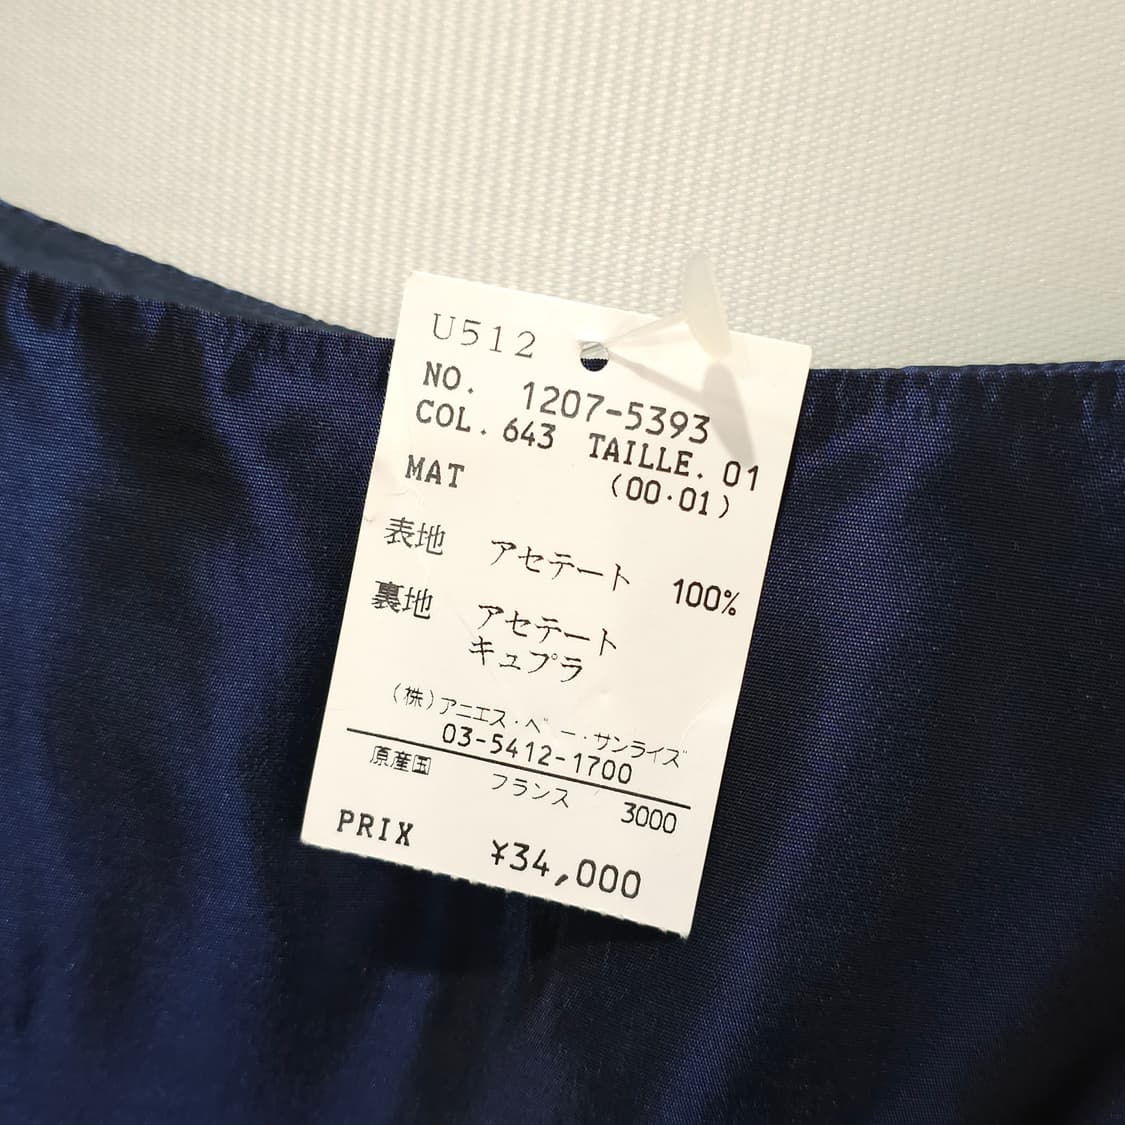 U512
NO. 1207-5393
COL. 643 TAILLE. 01
MAT (00·01)
表地 アセテート 100%
裏地 アセテート
キュプラ
(株)アニエス・ベー・サンライズ
03-5412-1700
原産国 フランス 3000
PRIX ¥34,000